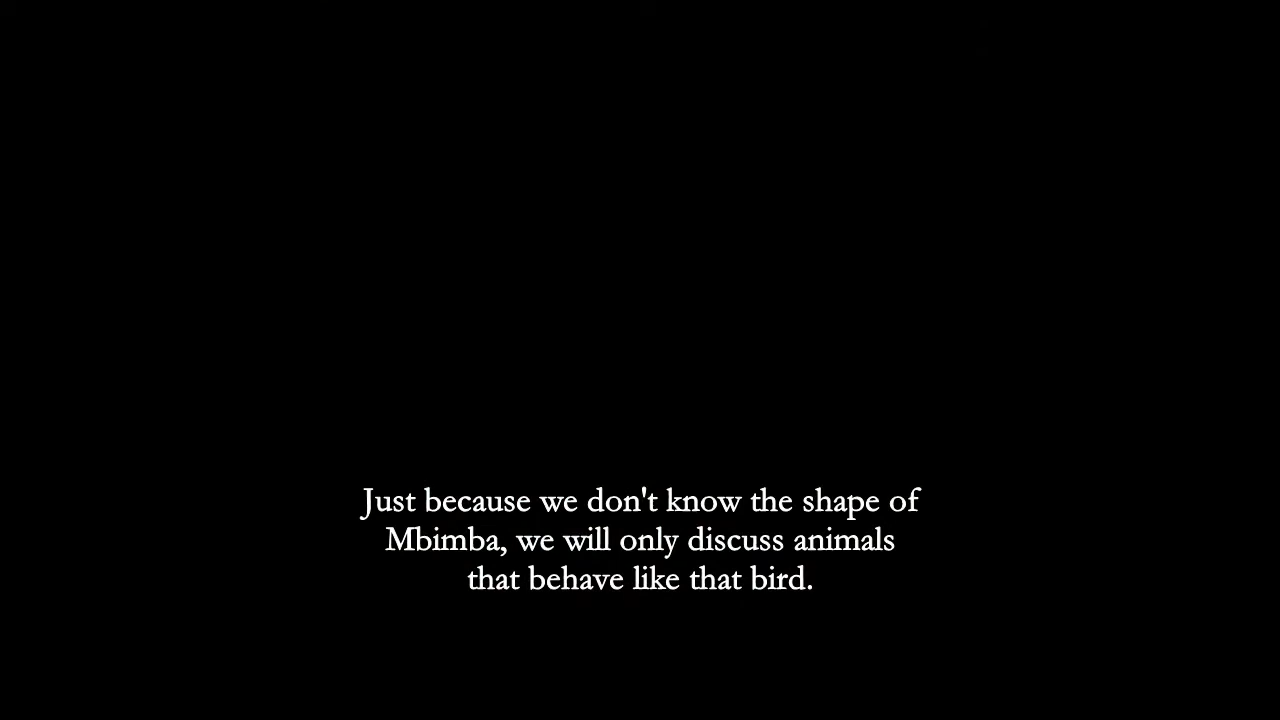 Just because we don't know the shape of
Mbimba, we will only discuss animals
that behave like that bird.